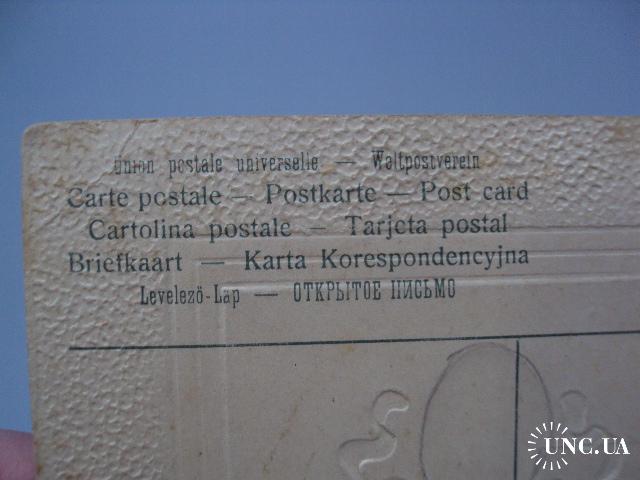 Union postale universelle — Weltpostverein
Carte postale — Postkarte — Post card
Cartolina postale — Tarjeta postal
Briefkaart — Karta Korespondencyjna
Levelező-Lap — ОТКРЫТОЕ ПИСЬМО
UNC.UA